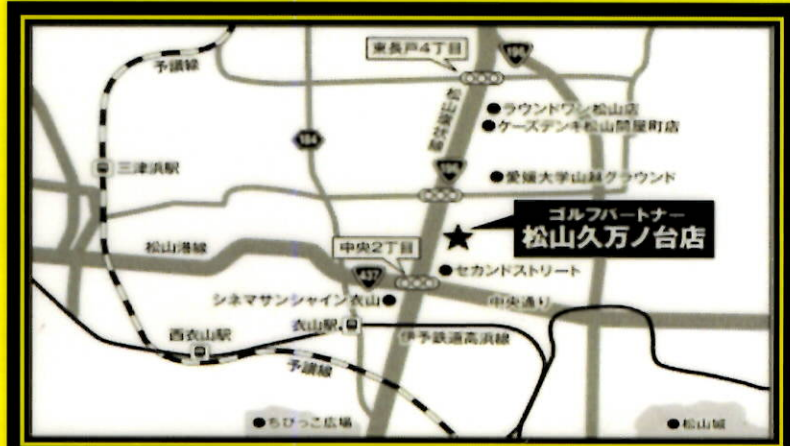 東長戸4丁目
196
予讃線
松山環状線
ラウンドワン松山店
ケーズデンキ松山問屋町店
184
三津浜駅
196
愛媛大学山越グラウンド
ゴルフパートナー
松山久万ノ台店
松山港線
中央2丁目
437
セカンドストリート
シネマサンシャイン衣山
中央通り
衣山駅
西衣山駅
伊予鉄道高浜線
予讃線
ちびっこ広場
松山城